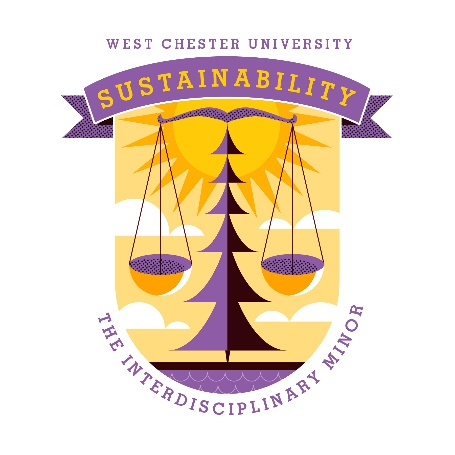 WEST CHESTER UNIVERSITY
SUSTAINABILITY
THE INTERDISCIPLINARY MINOR